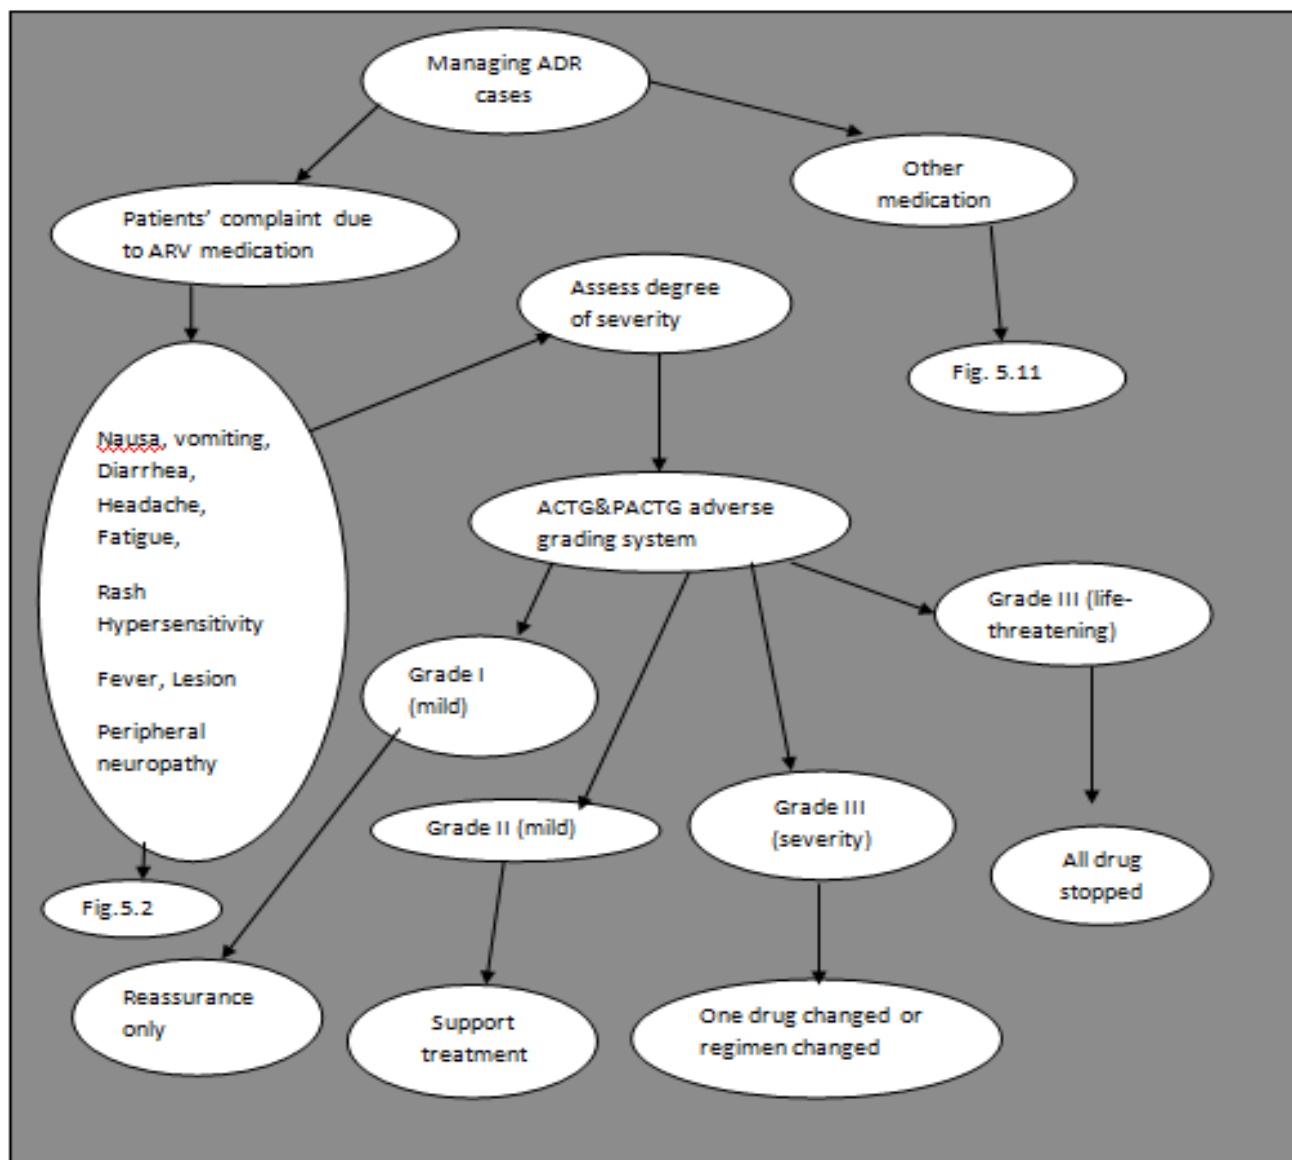 Managing ADR
cases
Other
medication
Patients’ complaint due
to ARV medication
Assess degree
of severity
Fig. 5.11
Nausa, vomiting,
Diarrhea,
Headache,
Fatigue,
Rash
Hypersensitivity
Fever, Lesion
Peripheral
neuropathy
ACTG&PACTG adverse
grading system
Grade III (life-
threatening)
Grade I
(mild)
Grade II (mild)
Grade III
(severity)
All drug
stopped
Fig.5.2
Reassurance
only
Support
treatment
One drug changed or
regimen changed